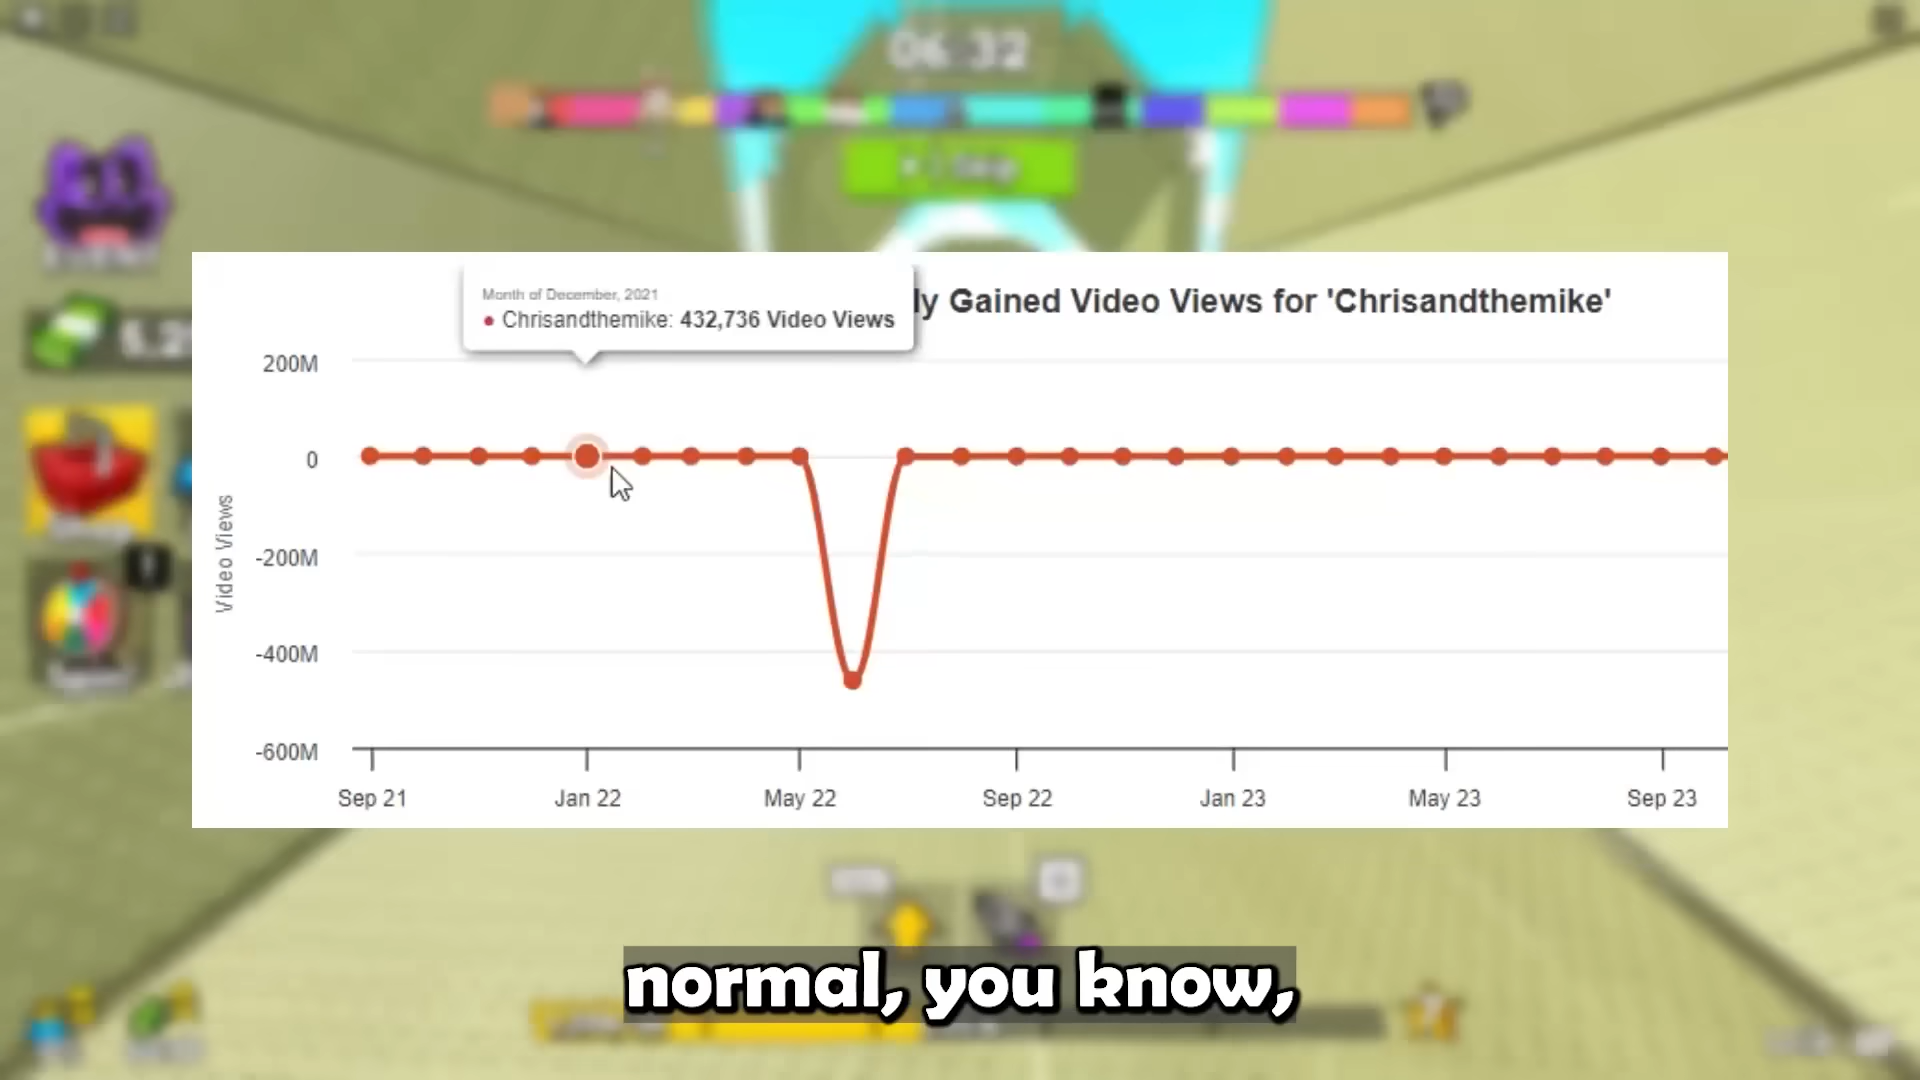 06:32
Month of December, 2021
Chrisandthemike: 432,736 Video Views
ly Gained Video Views for 'Chrisandthemike'
200M
0
-200M
-400M
-600M
Video Views
Sep 21
Jan 22
May 22
Sep 22
Jan 23
May 23
Sep 23
normal, you know,